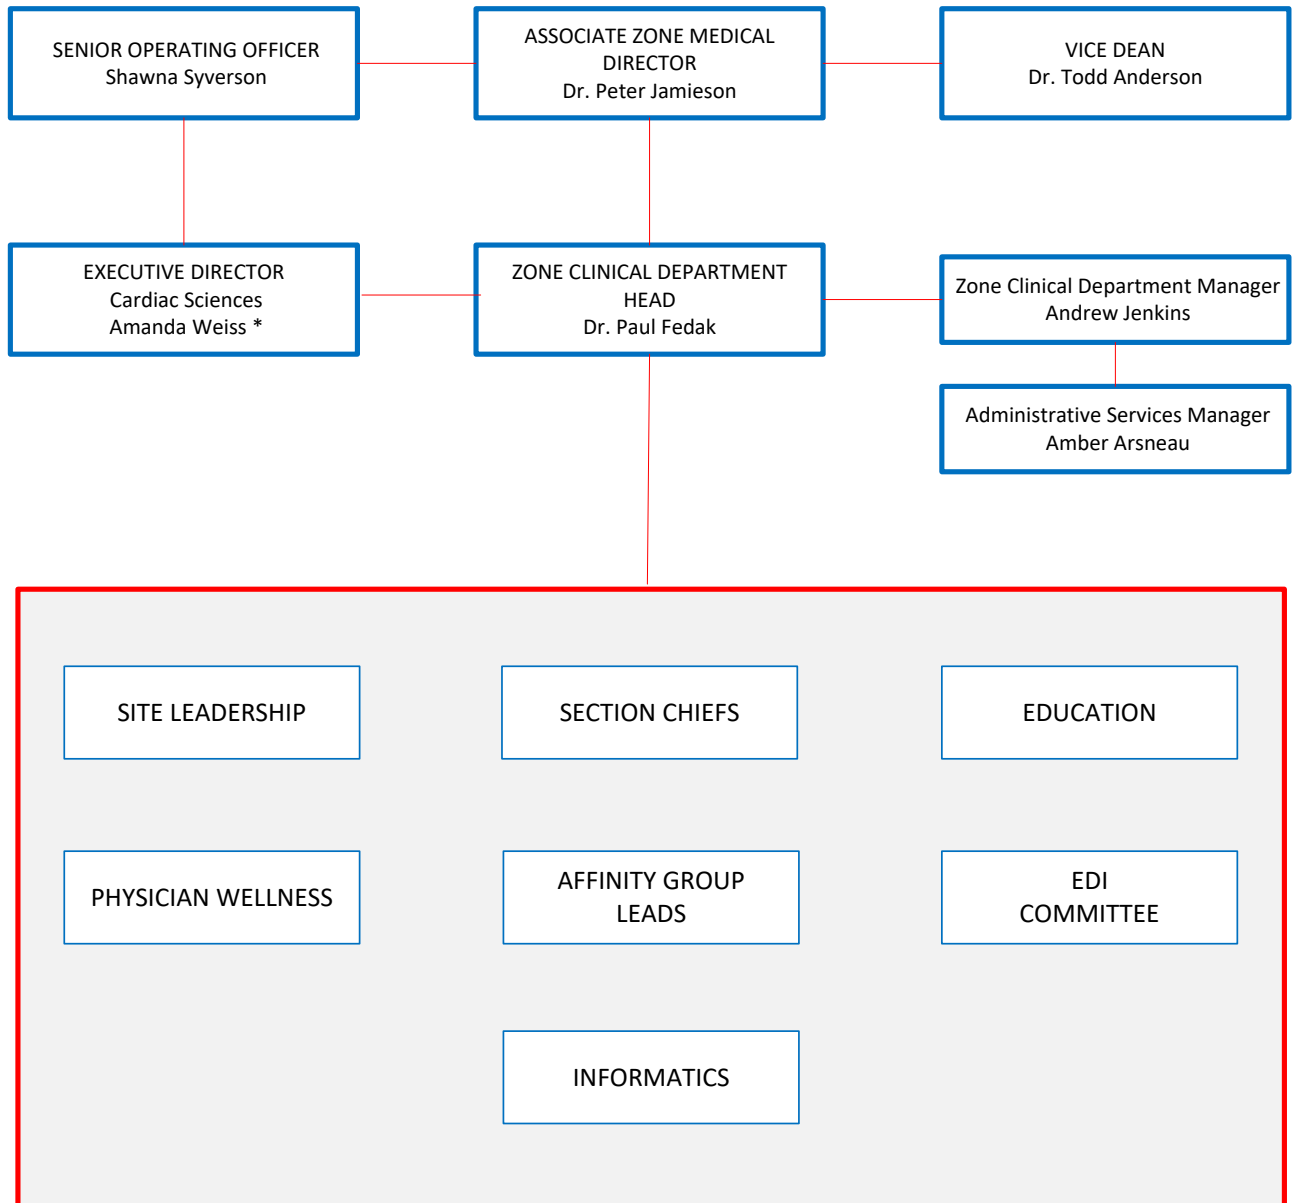 SENIOR OPERATING OFFICER
Shawna Syverson
ASSOCIATE ZONE MEDICAL
DIRECTOR
Dr. Peter Jamieson
VICE DEAN
Dr. Todd Anderson
EXECUTIVE DIRECTOR
Cardiac Sciences
Amanda Weiss *
ZONE CLINICAL DEPARTMENT
HEAD
Dr. Paul Fedak
Zone Clinical Department Manager
Andrew Jenkins
Administrative Services Manager
Amber Arsneau
SITE LEADERSHIP
SECTION CHIEFS
EDUCATION
PHYSICIAN WELLNESS
AFFINITY GROUP
LEADS
EDI
COMMITTEE
INFORMATICS